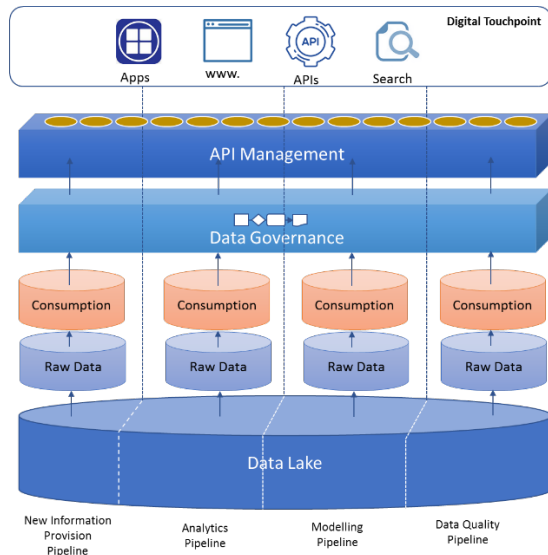 Digital Touchpoint
API
Apps
www.
APIs
Search
API Management
Data Governance
Consumption
Consumption
Consumption
Consumption
Raw Data
Raw Data
Raw Data
Raw Data
Data Lake
New Information
Provision
Pipeline
Analytics
Pipeline
Modelling
Pipeline
Data Quality
Pipeline